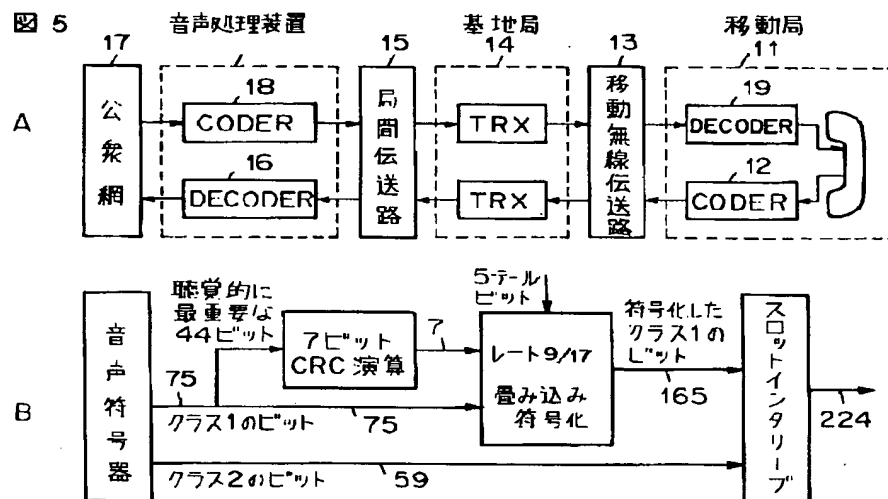 図 5
音声処理装置
基地局
移動局
17
18
15
14
13
11
19
A
公衆網
CODER
局間伝送路
TRX
移動無線伝送路
DECODER
16
12
DECODER
TRX
CODER
聴覚的に
最重要な
44ビット
5-テール
ビット
符号化した
クラス1の
ビット
スロットインタリーブ
音声符号器
7ビット
CRC 演算
7
レート 9/17
畳み込み
符号化
B
75
クラス1のビット
75
165
224
クラス2のビット
59